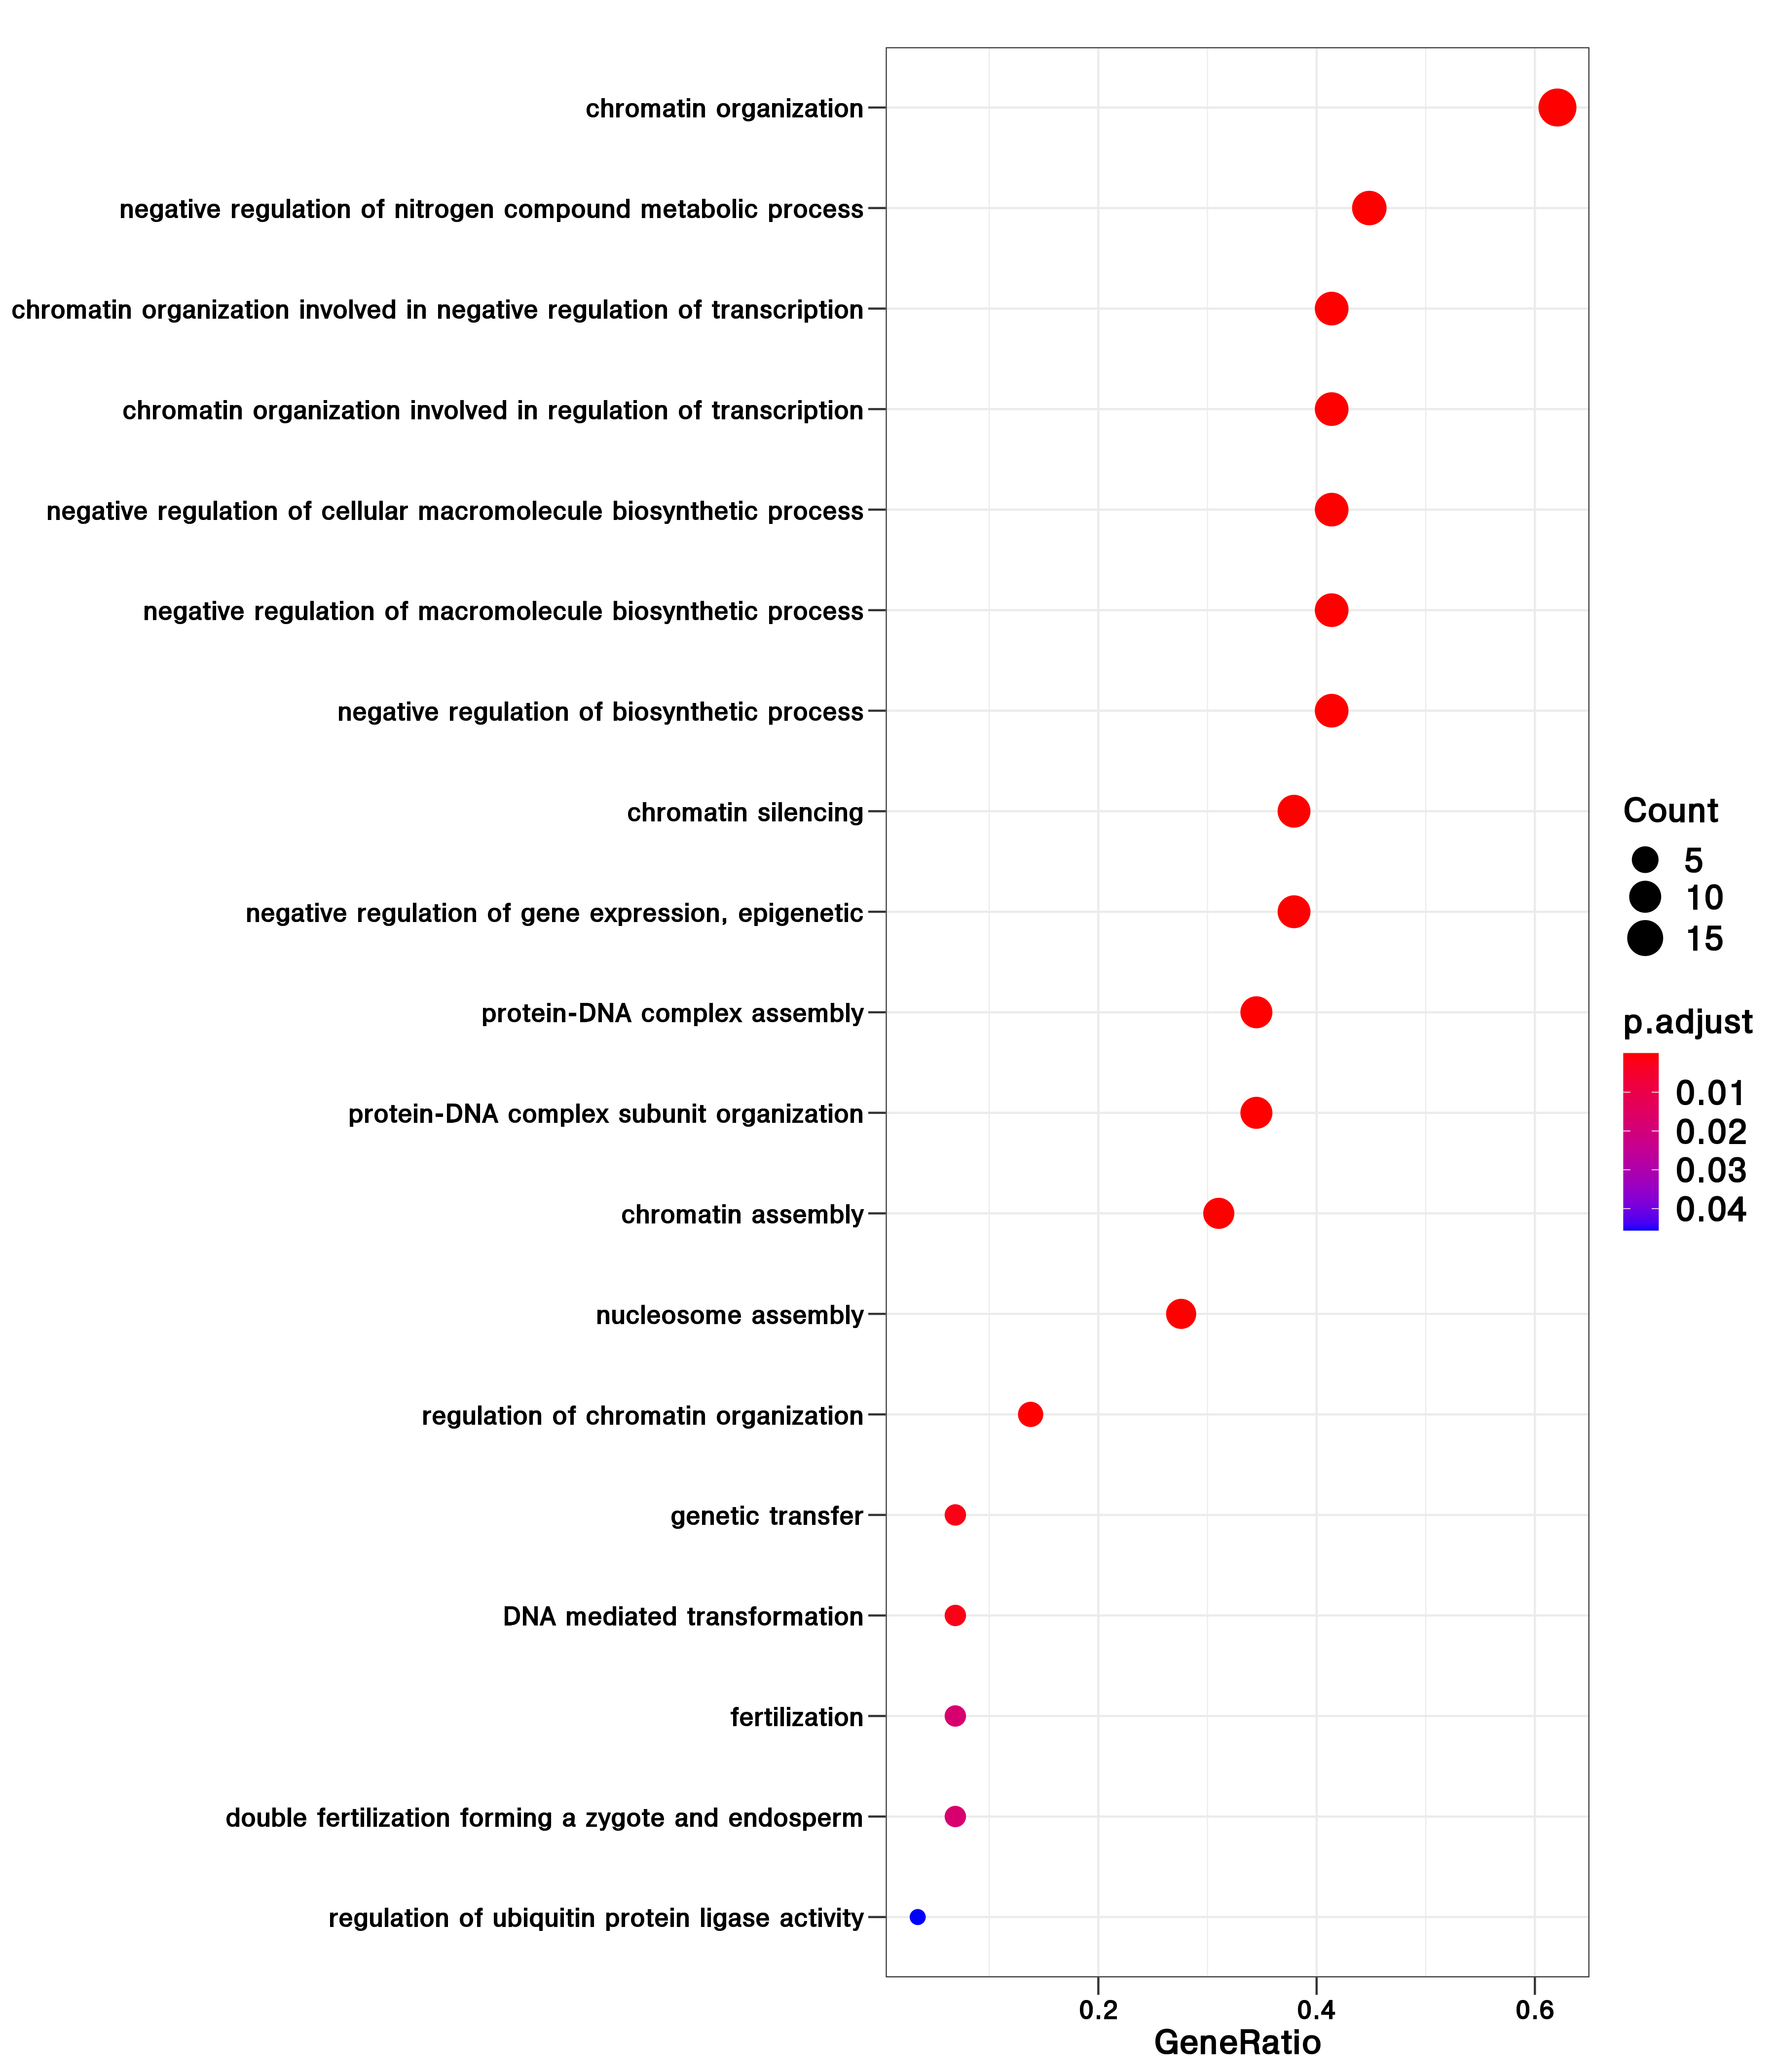 chromatin organization
negative regulation of nitrogen compound metabolic process
chromatin organization involved in negative regulation of transcription
chromatin organization involved in regulation of transcription
negative regulation of cellular macromolecule biosynthetic process
negative regulation of macromolecule biosynthetic process
negative regulation of biosynthetic process
chromatin silencing
negative regulation of gene expression, epigenetic
protein-DNA complex assembly
protein-DNA complex subunit organization
chromatin assembly
nucleosome assembly
regulation of chromatin organization
genetic transfer
DNA mediated transformation
fertilization
double fertilization forming a zygote and endosperm
regulation of ubiquitin protein ligase activity
0.2 0.4 0.6
GeneRatio
Count
5
10
15
p.adjust
0.01
0.02
0.03
0.04